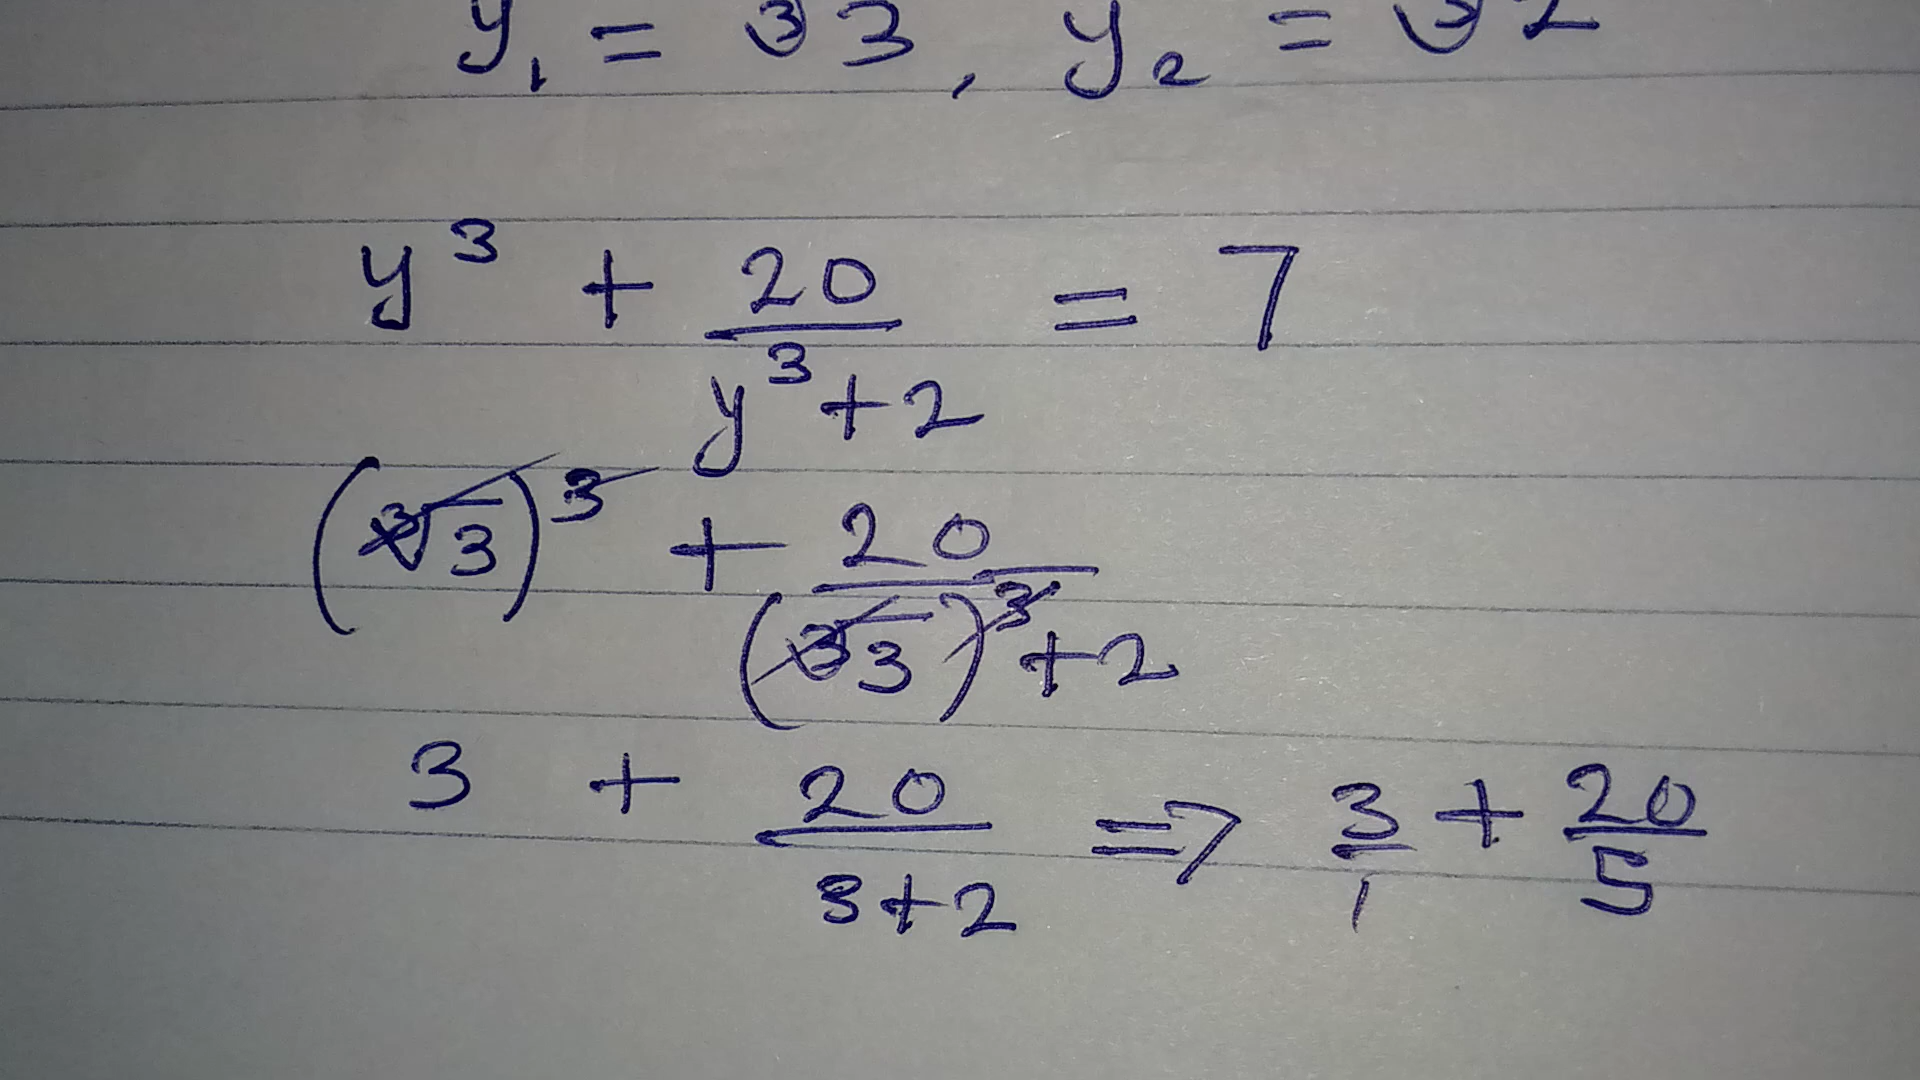 y₁ = ∛3, y₂ = ∛2
y³ + 20/(y³+2) = 7
(∛3)³ + 20/((∛3)³+2)
3 + 20/(3+2) => 3/1 + 20/5